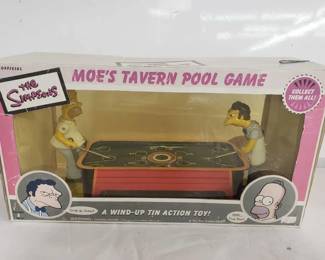 OFFICIAL
the
SIMPSONS
MOE'S TAVERN POOL GAME
COLLECT
THEM ALL!
A WIND-UP TIN ACTION TOY!